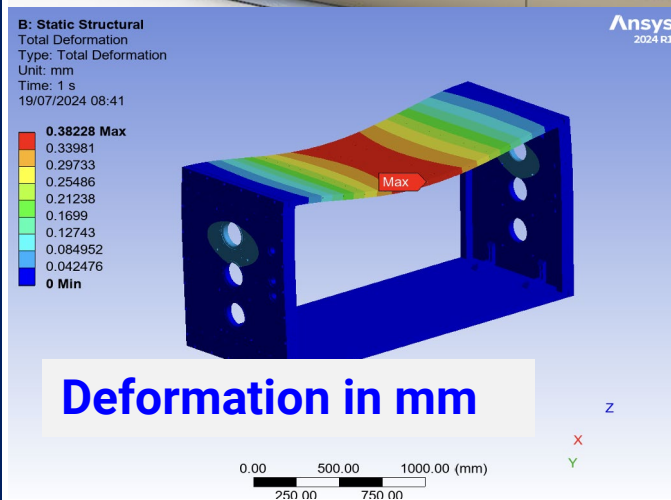 B: Static Structural
Total Deformation
Type: Total Deformation
Unit: mm
Time: 1 s
19/07/2024 08:41
Ansys
2024 R1
0.38228 Max
0.33981
0.29733
0.25486
0.21238
0.1699
0.12743
0.084952
0.042476
0 Min
Max
Deformation in mm
Z
X
Y
0.00 500.00 1000.00 (mm)
250.00 750.00